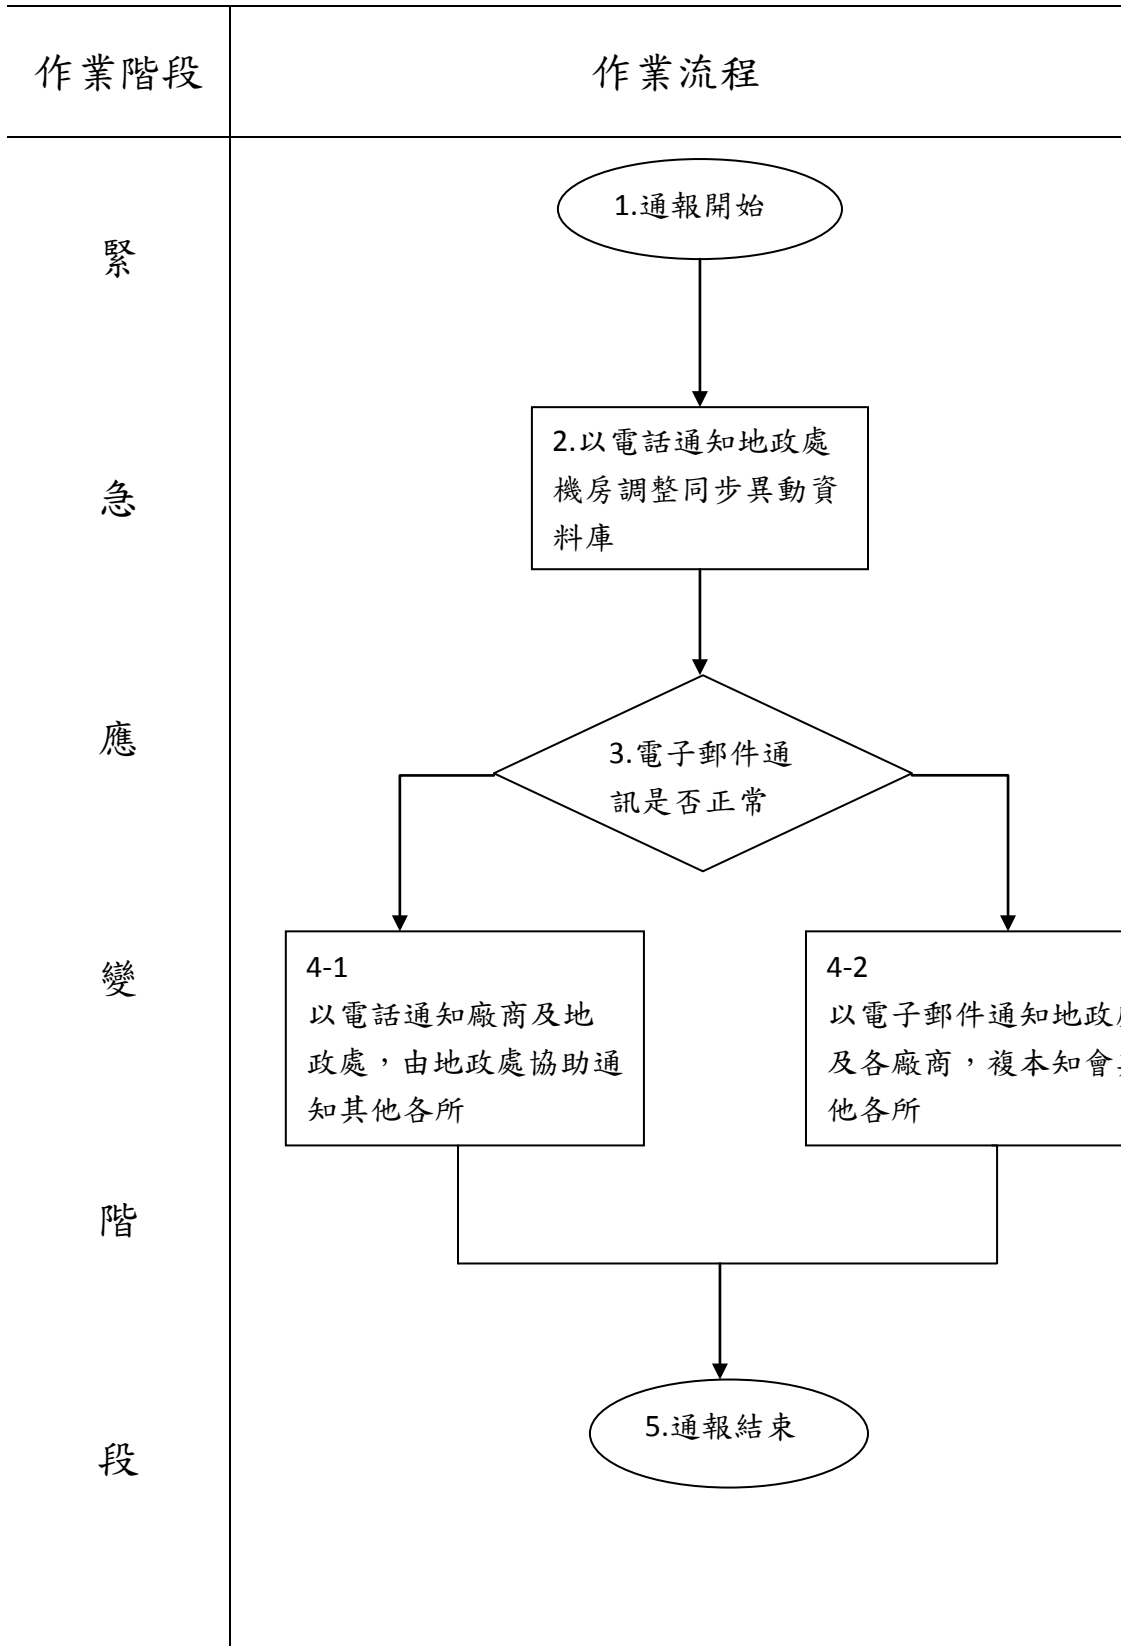 作業階段
作業流程
緊
急
應
變
階
段
1.通報開始
2.以電話通知地政處
機房調整同步異動資
料庫
3.電子郵件通
訊是否正常
4-1
以電話通知廠商及地
政處，由地政處協助通
知其他各所
4-2
以電子郵件通知地政
及各廠商，複本知會
他各所
5.通報結束